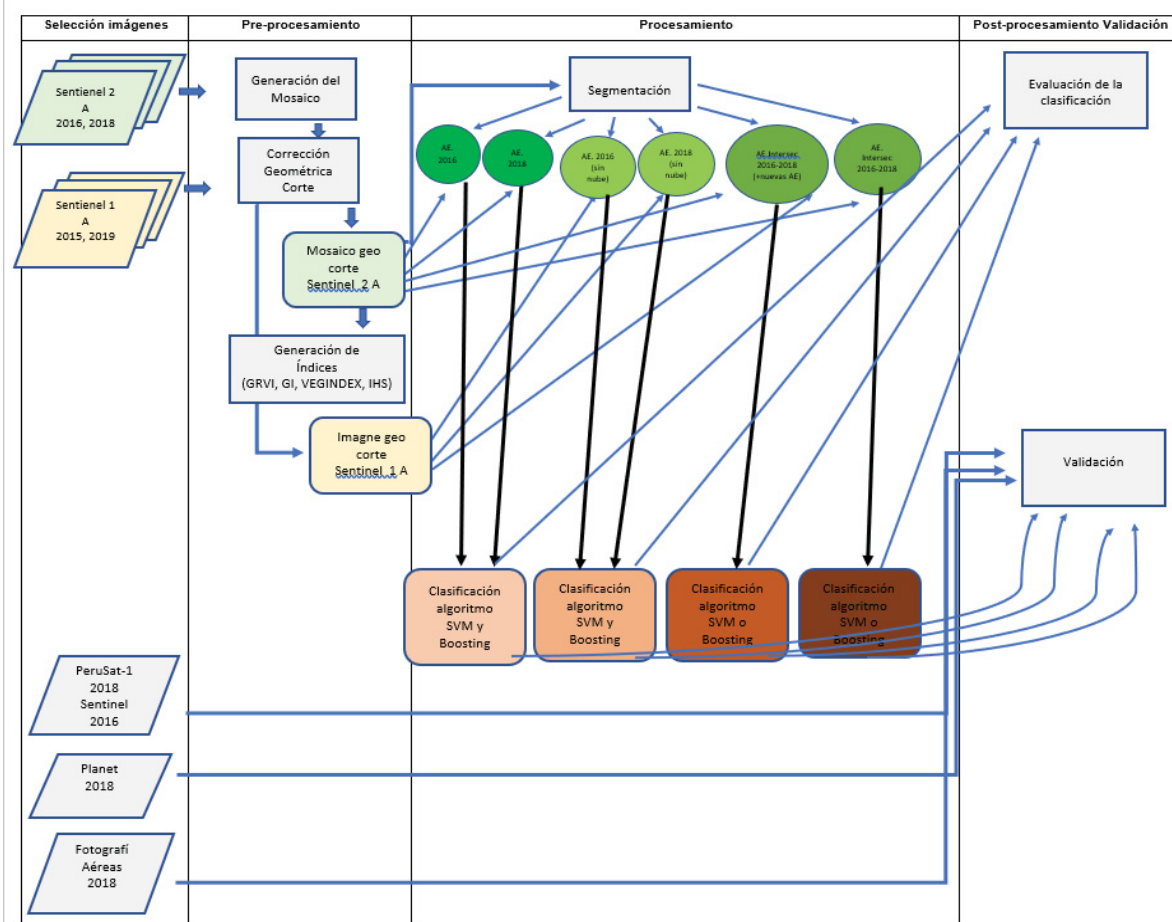 Selección imágenes
Pre-procesamiento
Procesamiento
Post-procesamiento Validación
Sentienel 2
A
2016, 2018
Sentienel 1
A
2015, 2019
Generación del
Mosaico
Corrección
Geométrica
Corte
Mosaico geo
corte
Sentinel 2 A
Generación de
Índices
(GRVI, GI, VEGINDEX, IHS)
Imagne geo
corte
Sentinel 1 A
Segmentación
AE.
2016
AE.
2018
AE. 2016
(sin
nube)
AE. 2018
(sin
nube)
AE.Intersec
2016-2018
(+nuevas AE)
AE.
Intersec
2016-2018
Clasificación
algoritmo
SVM y
Boosting
Clasificación
algoritmo
SVM y
Boosting
Clasificación
algoritmo
SVM o
Boosting
Clasificación
algoritmo
SVM o
Boosting
Evaluación de la
clasificación
Validación
PeruSat-1
2018
Sentinel
2016
Planet
2018
Fotografí
Aéreas
2018